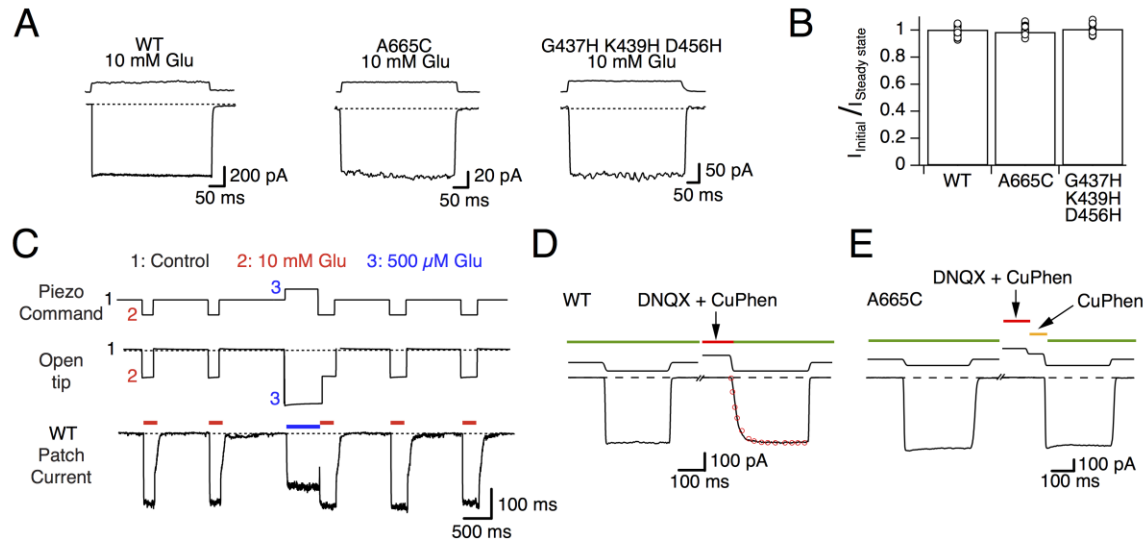 A
WT
10 mM Glu
200 pA
50 ms
A665C
10 mM Glu
20 pA
50 ms
G437H K439H D456H
10 mM Glu
50 pA
50 ms
B
I Initial / I Steady state
1
0.8
0.6
0.4
0.2
0
WT
A665C
G437H
K439H
D456H
C
1: Control 2: 10 mM Glu 3: 500 µM Glu
Piezo
Command
1
2
3
Open
tip
1
2
3
WT
Patch
Current
100 ms
500 ms
D
WT
DNQX + CuPhen
100 pA
100 ms
E
A665C
DNQX + CuPhen
CuPhen
100 pA
100 ms